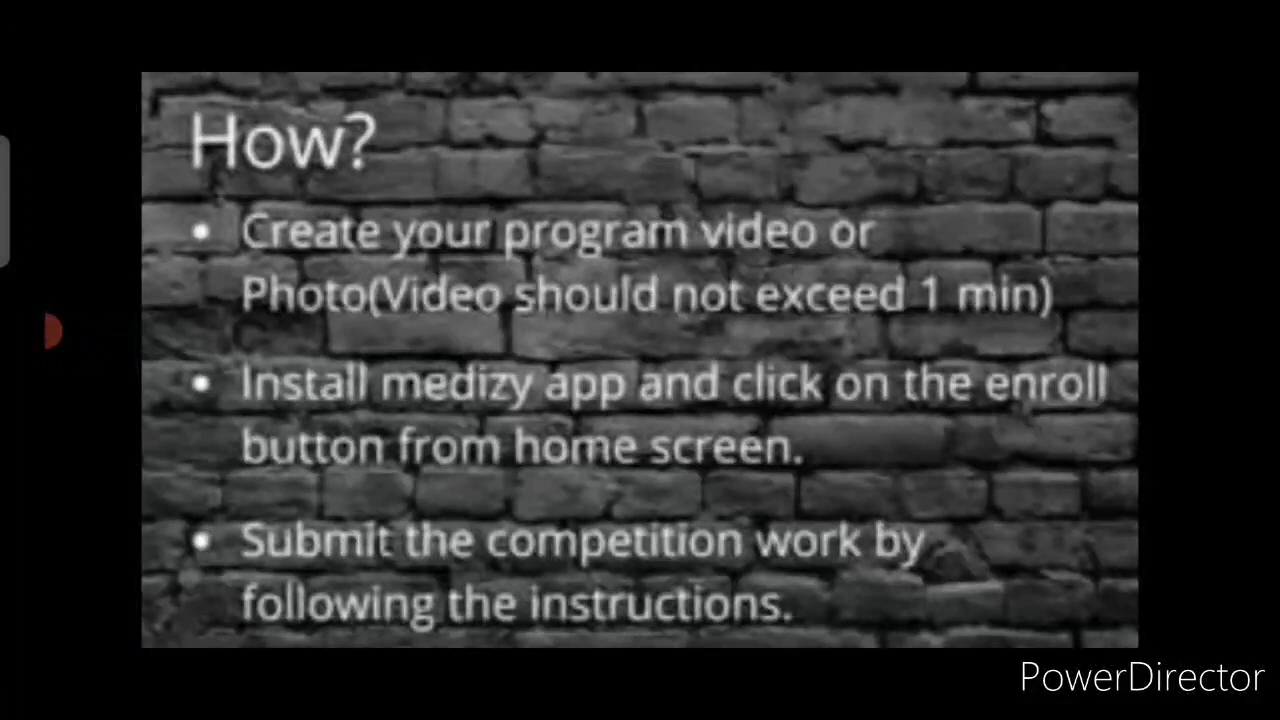 How?
• Create your program video or
Photo(Video should not exceed 1 min)
• Install medizy app and click on the enroll
button from home screen.
• Submit the competition work by
following the instructions.
PowerDirector